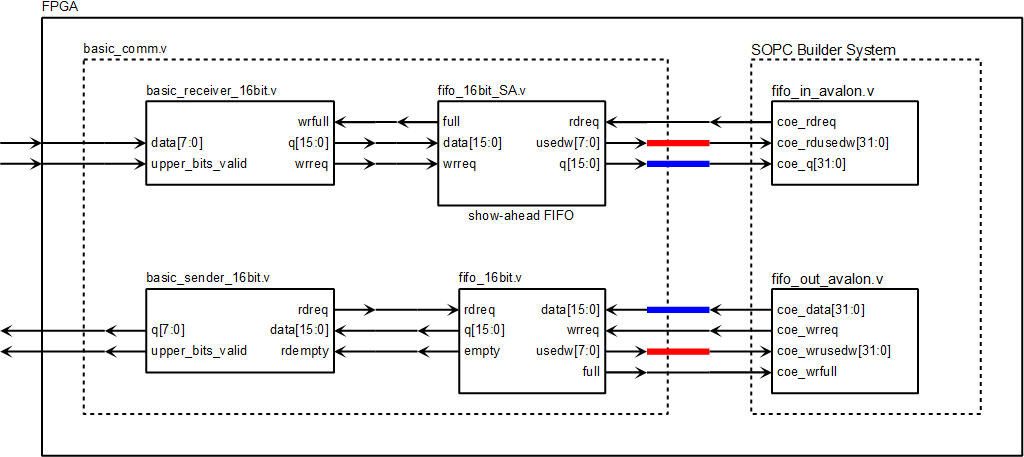 FPGA
basic_comm.v
SOPC Builder System
basic_receiver_16bit.v
fifo_16bit_SA.v
fifo_in_avalon.v
wrfull
full
rdreq
coe_rdreq
data[7:0]
q[15:0]
data[15:0]
usedw[7:0]
coe_rdusedw[31:0]
upper_bits_valid
wrreq
wrreq
q[15:0]
coe_q[31:0]
show-ahead FIFO
basic_sender_16bit.v
fifo_16bit.v
fifo_out_avalon.v
rdreq
rdreq
data[15:0]
coe_data[31:0]
q[7:0]
data[15:0]
q[15:0]
wrreq
coe_wrreq
upper_bits_valid
rdempty
empty
usedw[7:0]
coe_wrusedw[31:0]
full
coe_wrfull